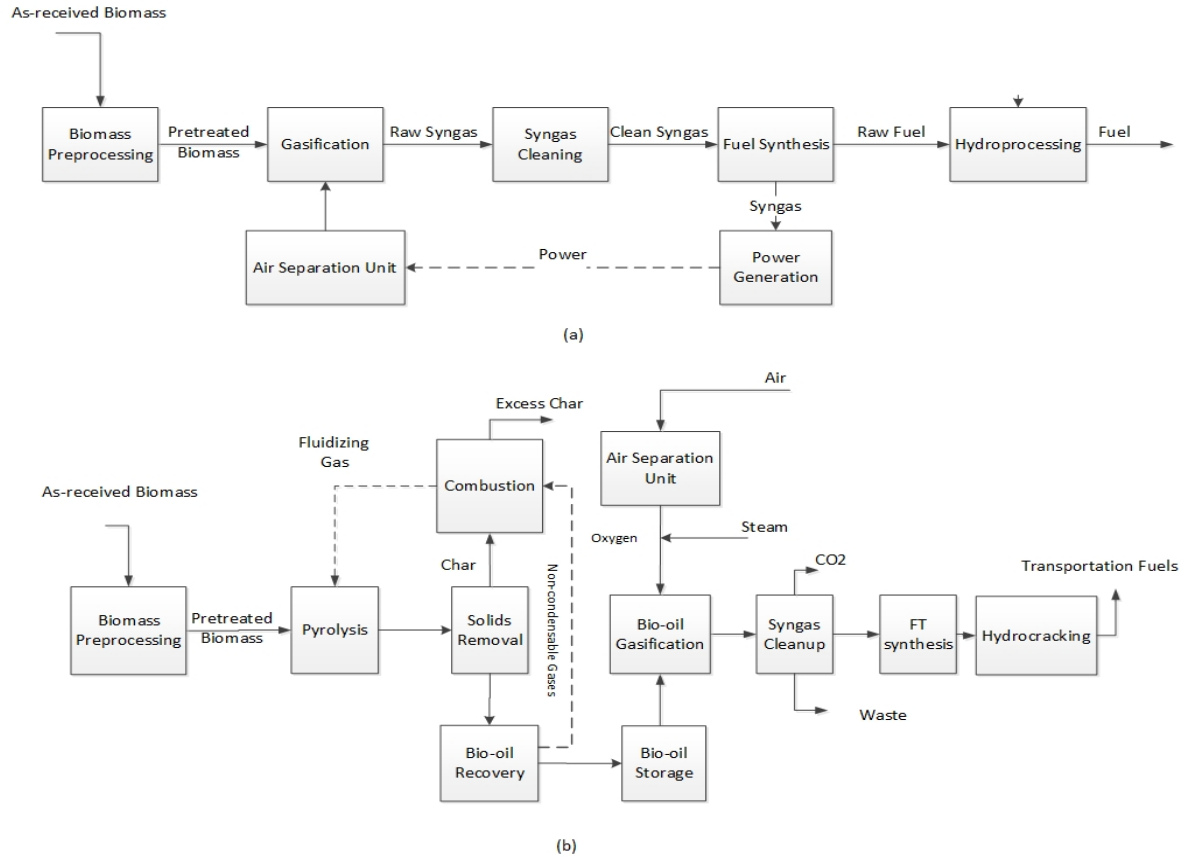 As-received Biomass
Biomass
Preprocessing
Pretreated
Biomass
Gasification
Raw Syngas
Syngas
Cleaning
Clean Syngas
Fuel Synthesis
Raw Fuel
Hydroprocessing
Fuel
Syngas
Air Separation Unit
Power
Power
Generation
(a)
Air
Excess Char
Fluidizing
Gas
Combustion
Air Separation
Unit
As-received Biomass
Char
Non-condensable Gases
Oxygen
Steam
CO2
Transportation Fuels
Biomass
Preprocessing
Pretreated
Biomass
Pyrolysis
Solids
Removal
Bio-oil
Gasification
Syngas
Cleanup
FT
synthesis
Hydrocracking
Waste
Bio-oil
Recovery
Bio-oil
Storage
(b)